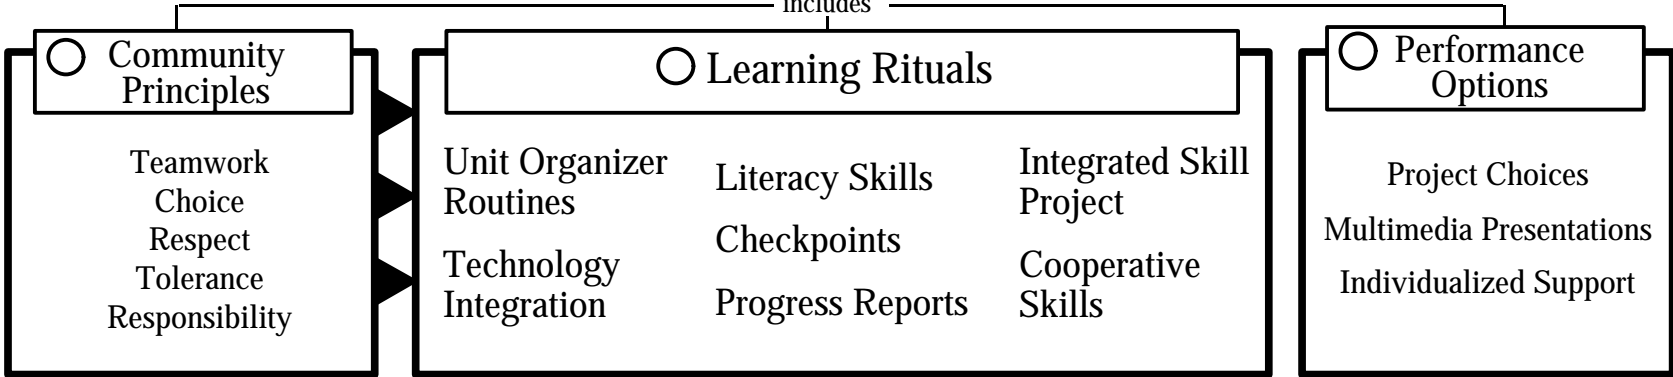 includes
Community
Principles
Teamwork
Choice
Respect
Tolerance
Responsibility
Learning Rituals
Unit Organizer
Routines
Technology
Integration
Literacy Skills
Checkpoints
Progress Reports
Integrated Skill
Project
Cooperative
Skills
Performance
Options
Project Choices
Multimedia Presentations
Individualized Support